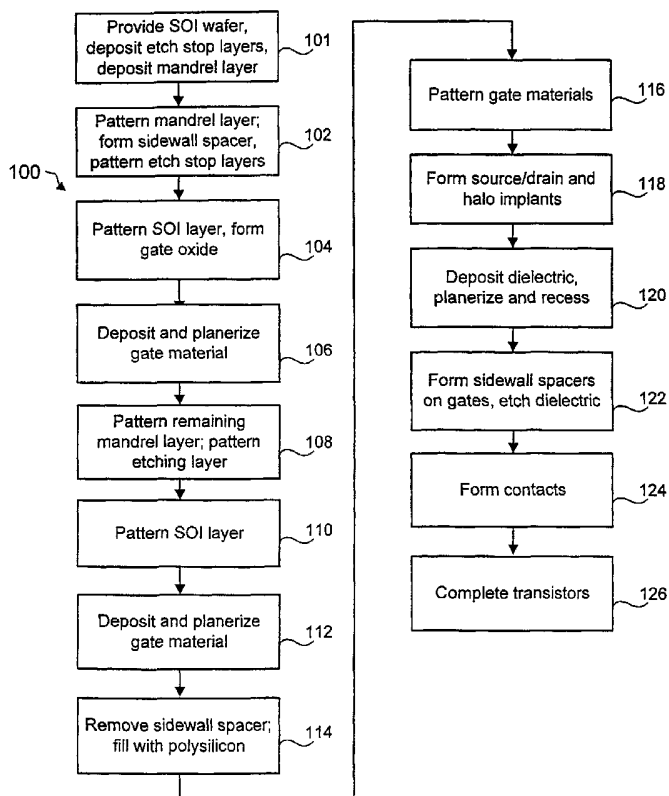 Provide SOI wafer,
deposit etch stop layers,
deposit mandrel layer
101
Pattern mandrel layer;
form sidewall spacer,
pattern etch stop layers
102
100
Pattern SOI layer, form
gate oxide
104
Deposit and planerize
gate material
106
Pattern remaining
mandrel layer; pattern
etching layer
108
Pattern SOI layer
110
Deposit and planerize
gate material
112
Remove sidewall spacer;
fill with polysilicon
114
Pattern gate materials
116
Form source/drain and
halo implants
118
Deposit dielectric,
planerize and recess
120
Form sidewall spacers
on gates, etch dielectric
122
Form contacts
124
Complete transistors
126